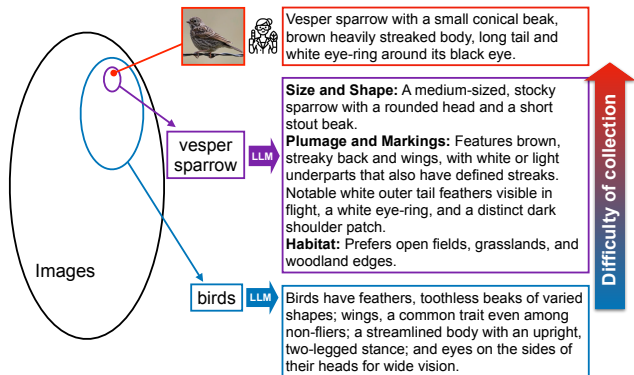 Vesper sparrow with a small conical beak,
brown heavily streaked body, long tail and
white eye-ring around its black eye.
Size and Shape: A medium-sized, stocky
sparrow with a rounded head and a short
stout beak.
Plumage and Markings: Features brown,
streaky back and wings, with white or light
underparts that also have defined streaks.
Notable white outer tail feathers visible in
flight, a white eye-ring, and a distinct dark
shoulder patch.
Habitat: Prefers open fields, grasslands, and
woodland edges.
vesper
sparrow
LLM
Images
birds
LLM
Birds have feathers, toothless beaks of varied
shapes; wings, a common trait even among
non-fliers; a streamlined body with an upright,
two-legged stance; and eyes on the sides of
their heads for wide vision.
Difficulty of collection